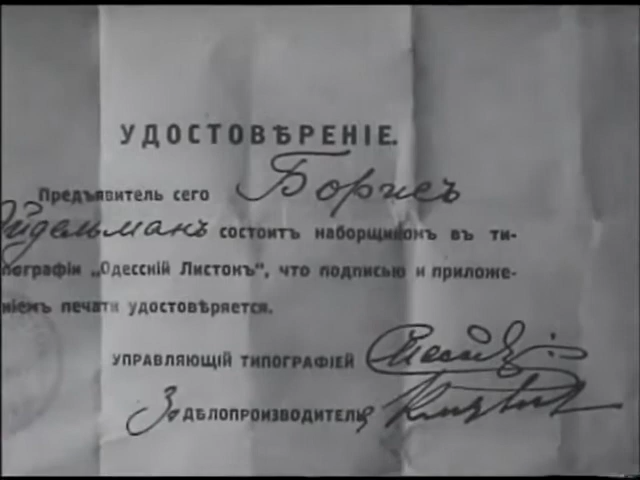 УДОСТОВѢРЕНІЕ.
Предъявитель сего Борисъ
йдельманъ состоитъ наборщикомъ въ ти-
пографіи „Одесскій Листокъ“, что подписью и приложе-
ніемъ печати удостовѣряется.
УПРАВЛЯЮЩІЙ ТИПОГРАФІЕЙ
За ДѢЛОПРОИЗВОДИТЕЛЯ